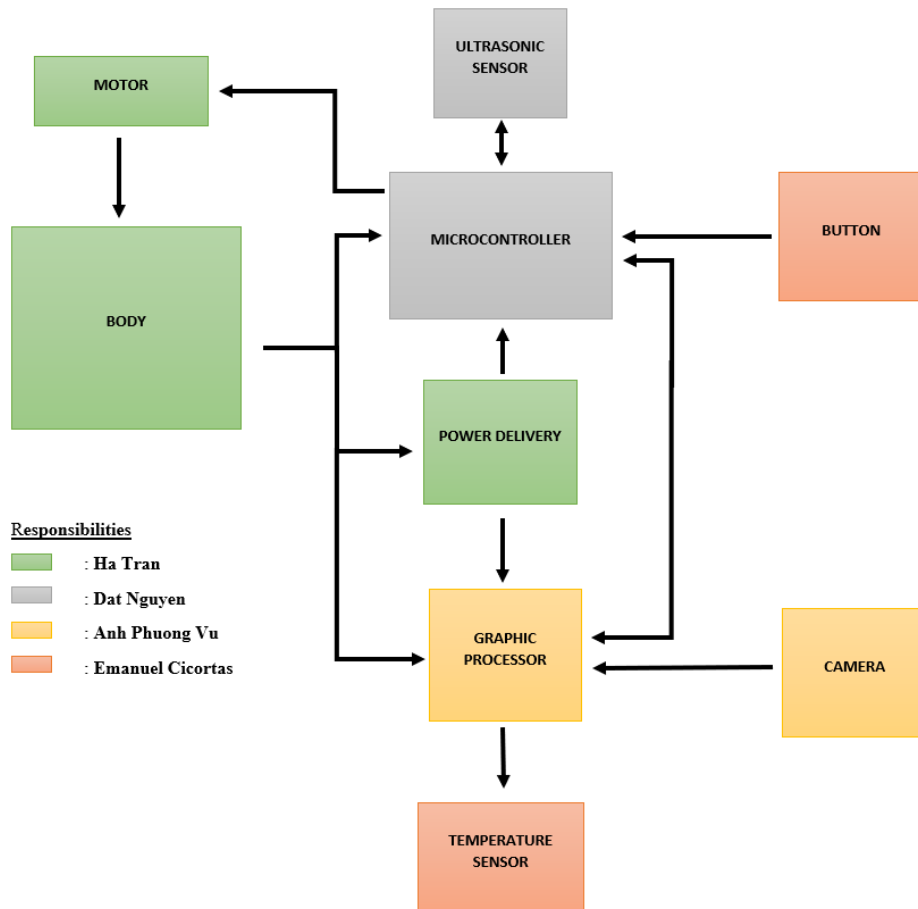 ULTRASONIC
SENSOR
MOTOR
MICROCONTROLLER
BUTTON
BODY
POWER DELIVERY
Responsibilities
: Ha Tran
: Dat Nguyen
: Anh Phuong Vu
: Emanuel Cicortas
GRAPHIC
PROCESSOR
CAMERA
TEMPERATURE
SENSOR